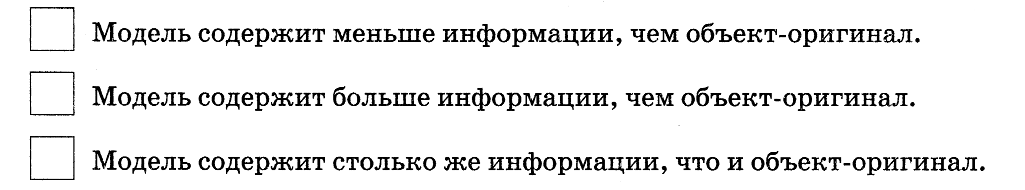 Модель содержит меньше информации, чем объект-оригинал.
Модель содержит больше информации, чем объект-оригинал.
Модель содержит столько же информации, что и объект-оригинал.